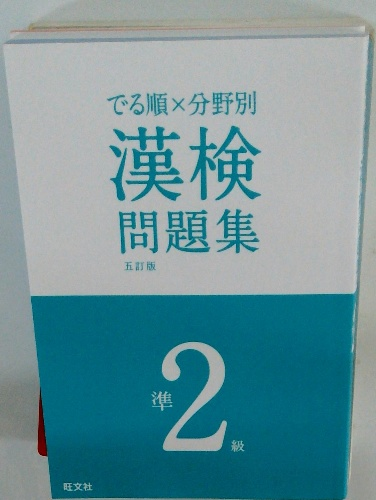 でる順×分野別
漢検
問題集
五訂版
準2級
旺文社